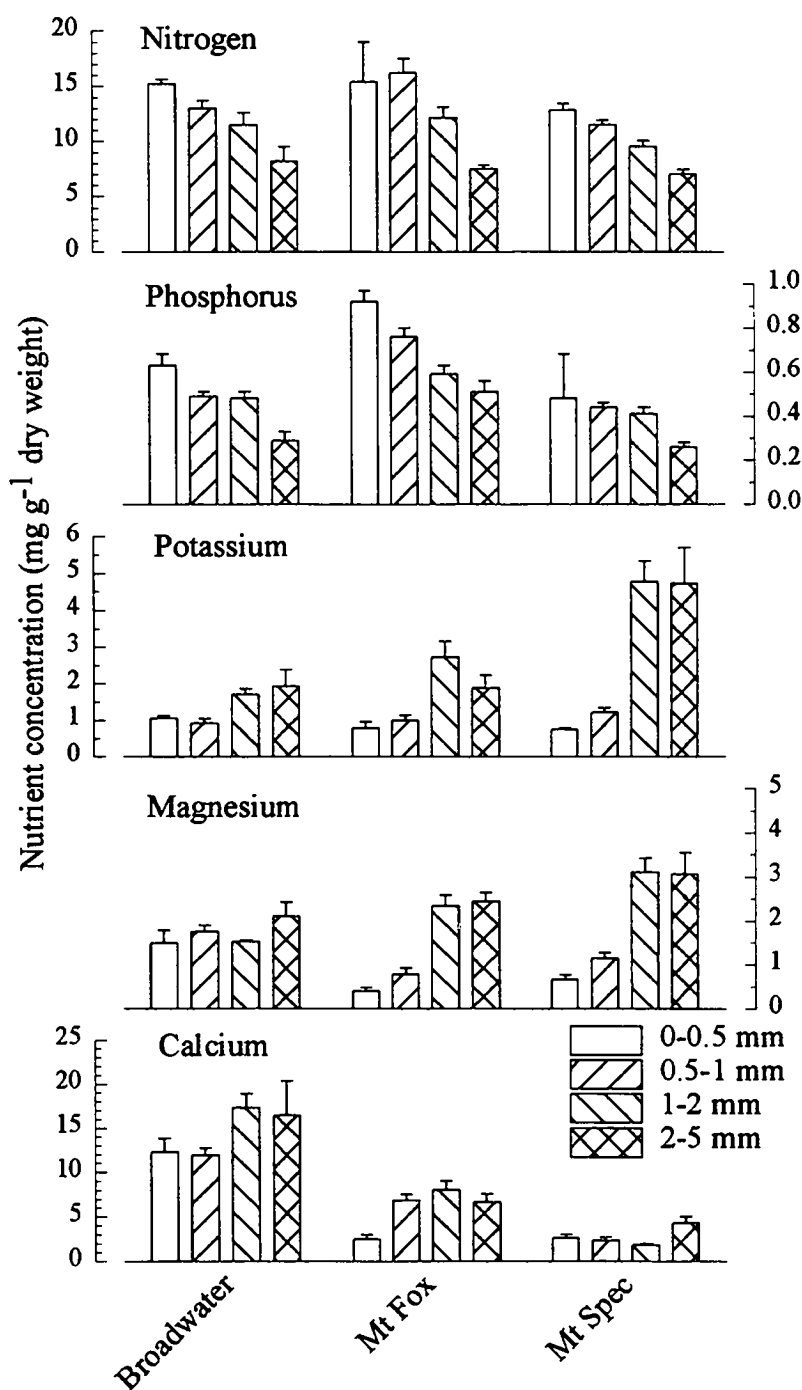 Nutrient concentration (mg g⁻¹ dry weight)
Nitrogen
20
15
10
5
0
Phosphorus
1.0
0.8
0.6
0.4
0.2
0.0
Potassium
6
5
4
3
2
1
0
Magnesium
5
4
3
2
1
0
Calcium
25
20
15
10
5
0
0-0.5 mm
0.5-1 mm
1-2 mm
2-5 mm
Broadwater
Mt Fox
Mt Spec